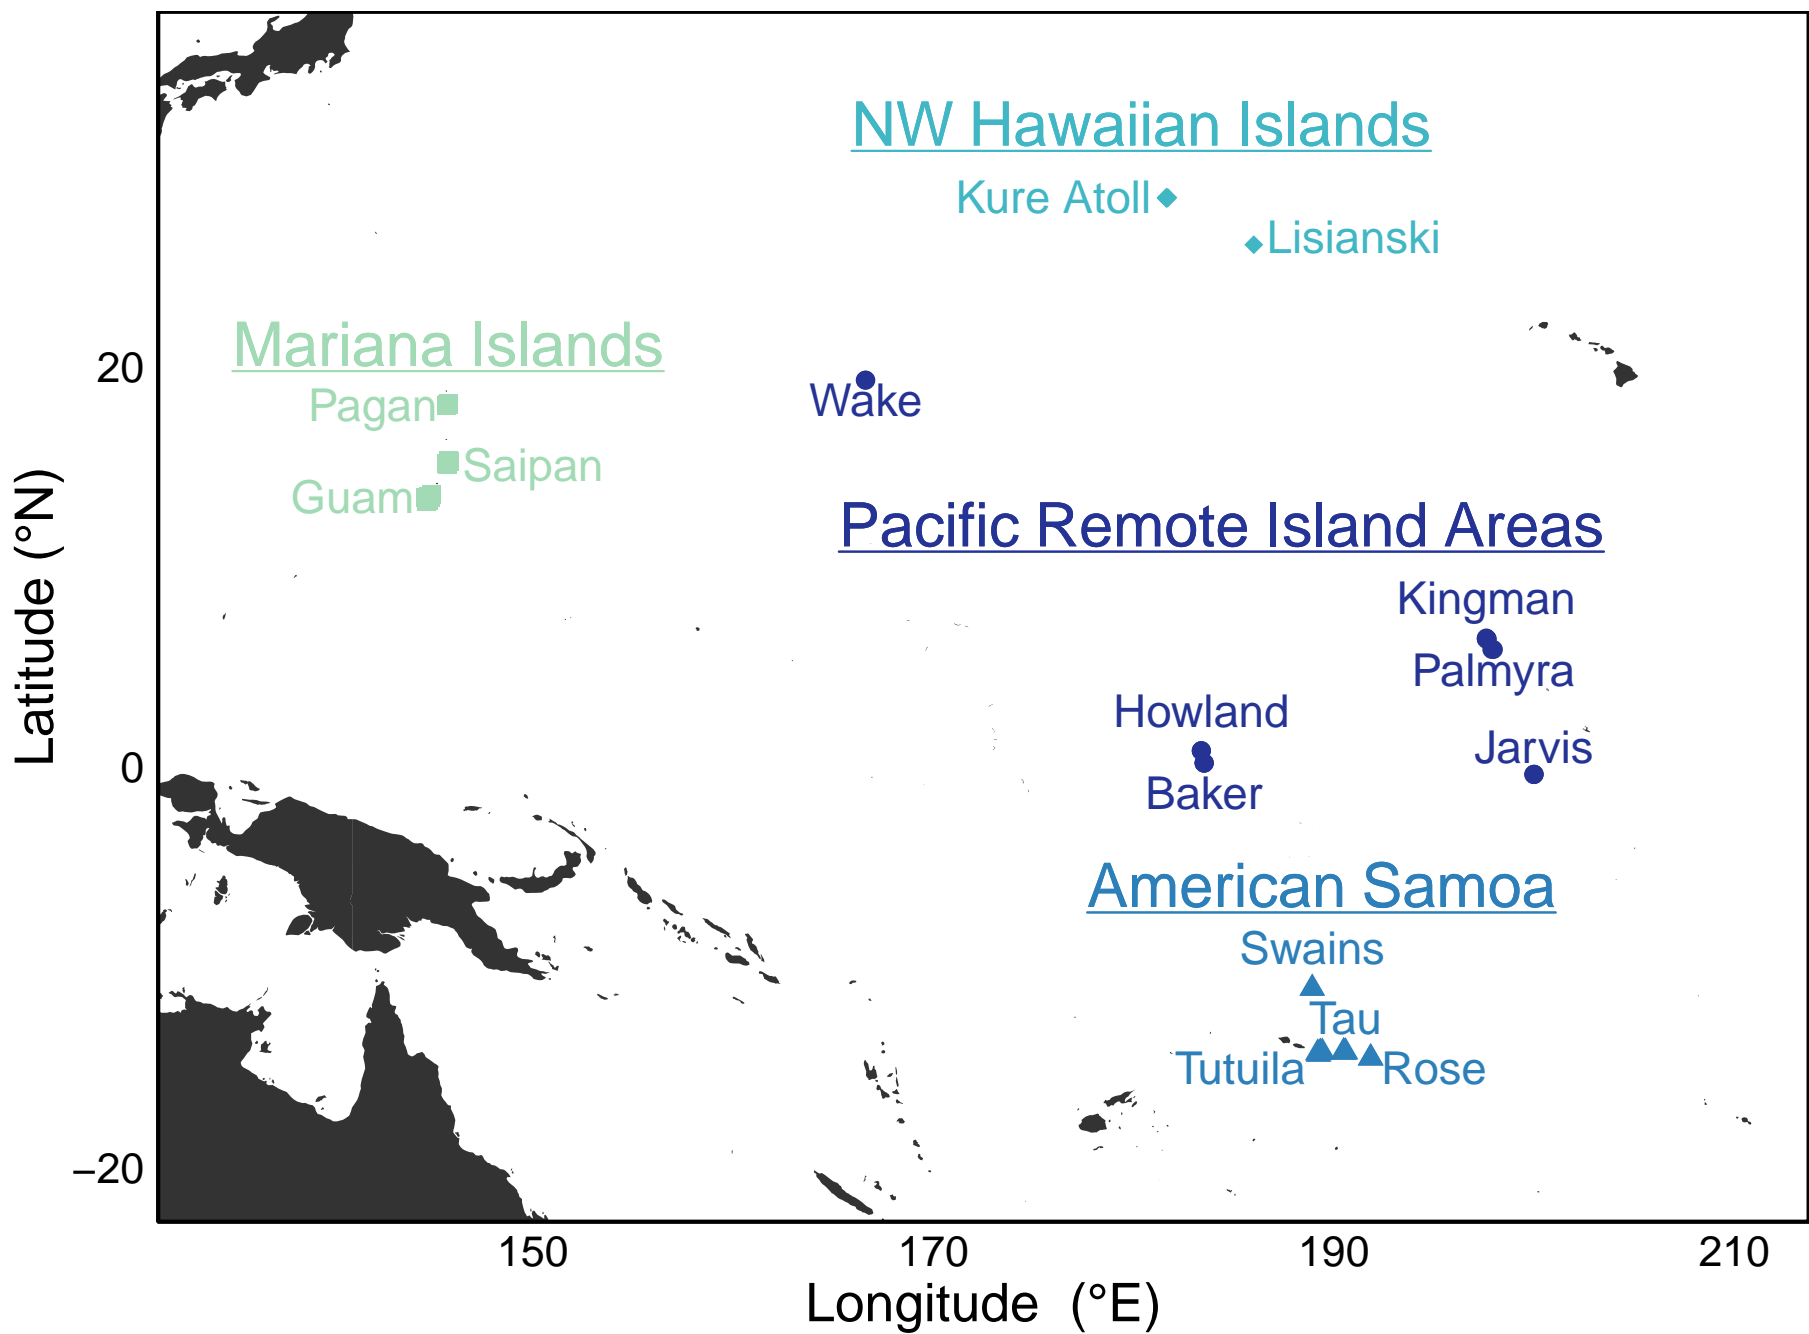 NW Hawaiian Islands
Kure Atoll
Lisianski
Mariana Islands
Pagan
Saipan
Guam
Wake
Pacific Remote Island Areas
Kingman
Palmyra
Howland
Baker
Jarvis
American Samoa
Swains
Tau
Tutuila
Rose
Latitude (°N)
20
0
−20
150
170
190
210
Longitude (°E)